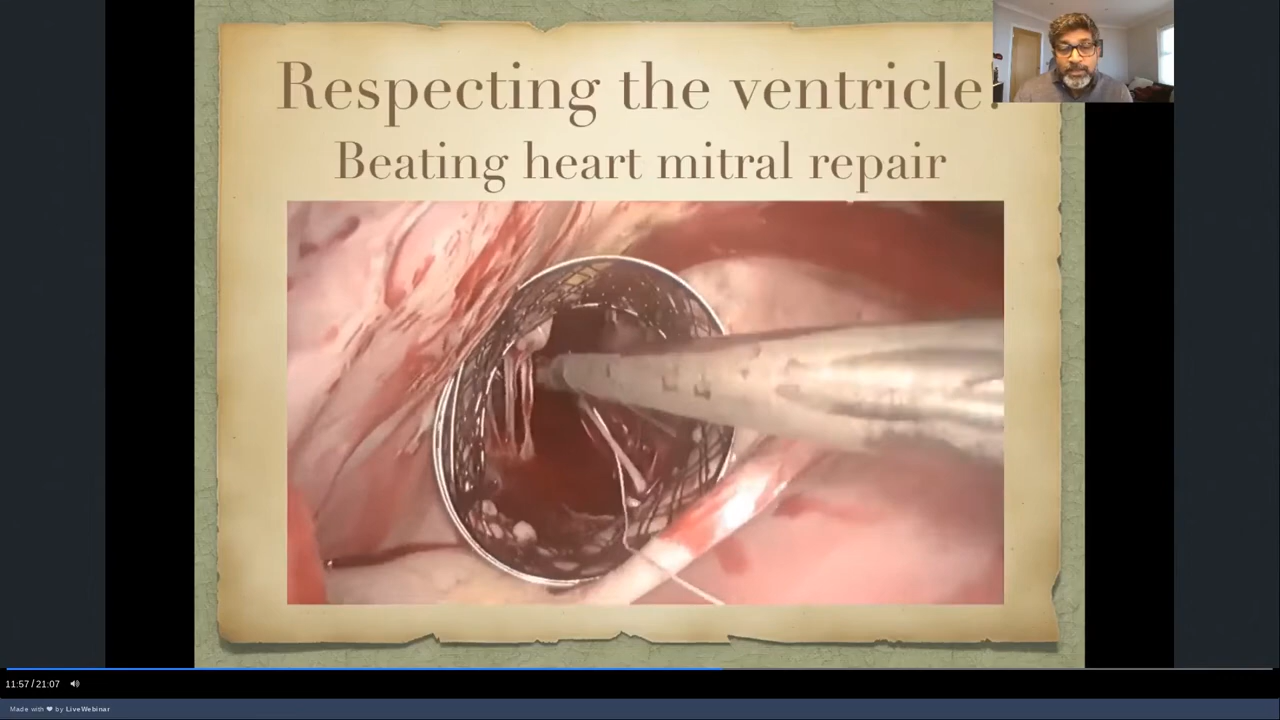 Respecting the ventricle:
Beating heart mitral repair
11:57 / 21:07
Made with ❤ by LiveWebinar